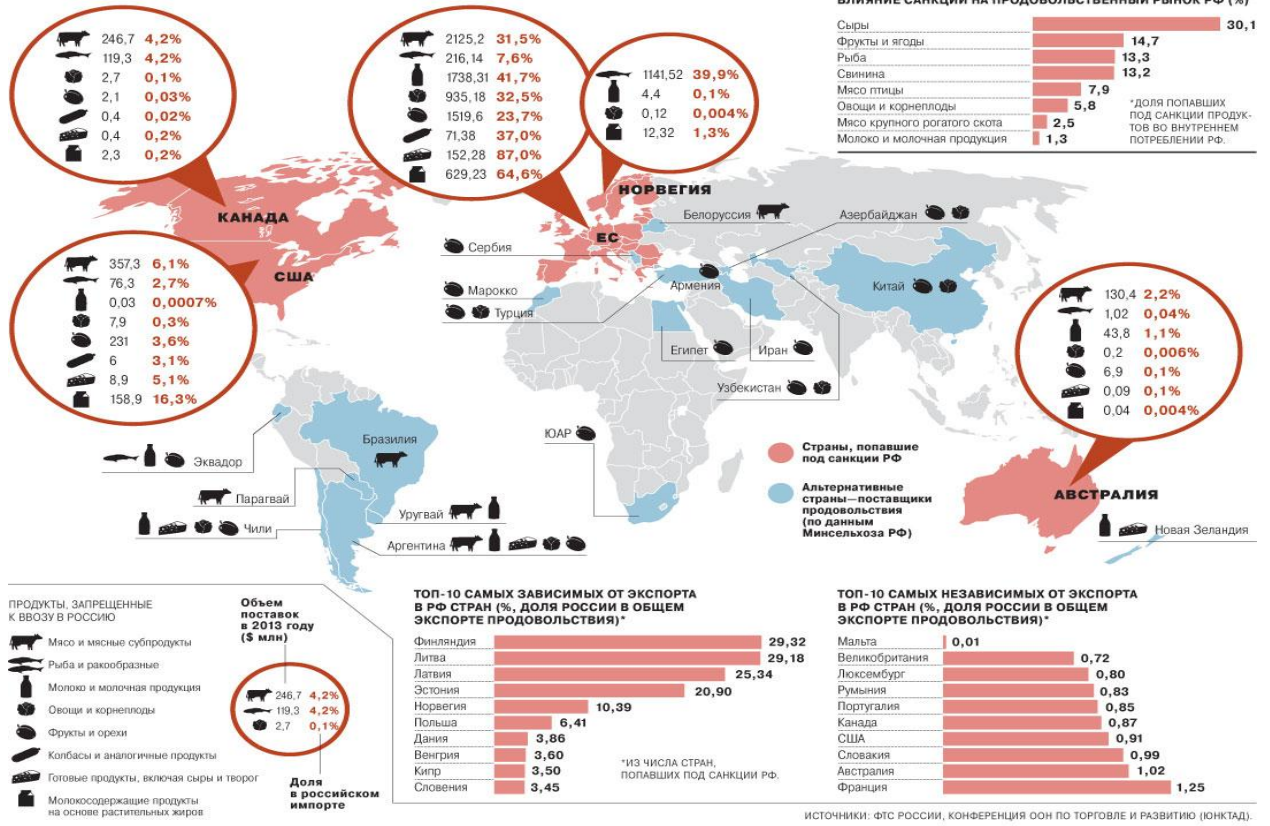 ВЛИЯНИЕ САНКЦИЙ НА ПРОДОВОЛЬСТВЕННЫЙ РЫНОК РФ (%)
Сыры 30,1
Фрукты и ягоды 14,7
Рыба 13,3
Свинина 13,2
Мясо птицы 7,9
Овощи и корнеплоды 5,8
Мясо крупного рогатого скота 2,5
Молоко и молочная продукция 1,3
*ДОЛЯ ПОПАВШИХ
ПОД САНКЦИИ ПРОДУК-
ТОВ ВО ВНУТРЕННЕМ
ПОТРЕБЛЕНИИ РФ.
246,7 4,2%
119,3 4,2%
2,7 0,1%
2,1 0,03%
0,4 0,02%
0,4 0,2%
2,3 0,2%
КАНАДА
2125,2 31,5%
216,14 7,6%
1738,31 41,7%
935,18 32,5%
1519,6 23,7%
71,38 37,0%
152,28 87,0%
629,23 64,6%
ЕС
1141,52 39,9%
4,4 0,1%
0,12 0,004%
12,32 1,3%
НОРВЕГИЯ
357,3 6,1%
76,3 2,7%
0,03 0,0007%
7,9 0,3%
231 3,6%
6 3,1%
8,9 5,1%
158,9 16,3%
США
130,4 2,2%
1,02 0,04%
43,8 1,1%
0,2 0,006%
6,9 0,1%
0,09 0,1%
0,04 0,004%
АВСТРАЛИЯ
Белоруссия
Азербайджан
Сербия
Марокко
Турция
Армения
Китай
Египет
Иран
Узбекистан
ЮАР
Бразилия
Эквадор
Парагвай
Чили
Уругвай
Аргентина
Новая Зеландия
Страны, попавшие
под санкции РФ
Альтернативные
страны—поставщики
продовольствия
(по данным
Минсельхоза РФ)
ПРОДУКТЫ, ЗАПРЕЩЕННЫЕ
К ВВОЗУ В РОССИЮ
Мясо и мясные субпродукты
Рыба и ракообразные
Молоко и молочная продукция
Овощи и корнеплоды
Фрукты и орехи
Колбасы и аналогичные продукты
Готовые продукты, включая сыры и творог
Молокосодержащие продукты
на основе растительных жиров
Объем
поставок
в 2013 году
($ млн)
246,7 4,2%
119,3 4,2%
2,7 0,1%
Доля
в российском
импорте
ТОП-10 САМЫХ ЗАВИСИМЫХ ОТ ЭКСПОРТА
В РФ СТРАН (%, ДОЛЯ РОССИИ В ОБЩЕМ
ЭКСПОРТЕ ПРОДОВОЛЬСТВИЯ)*
Финляндия 29,32
Литва 29,18
Латвия 25,34
Эстония 20,90
Норвегия 10,39
Польша 6,41
Дания 3,86
Венгрия 3,60
Кипр 3,50
Словения 3,45
*ИЗ ЧИСЛА СТРАН,
ПОПАВШИХ ПОД САНКЦИИ РФ.
ТОП-10 САМЫХ НЕЗАВИСИМЫХ ОТ ЭКСПОРТА
В РФ СТРАН (%, ДОЛЯ РОССИИ В ОБЩЕМ
ЭКСПОРТЕ ПРОДОВОЛЬСТВИЯ)*
Мальта 0,01
Великобритания 0,72
Люксембург 0,80
Румыния 0,83
Португалия 0,85
Канада 0,87
США 0,91
Словакия 0,99
Австралия 1,02
Франция 1,25
ИСТОЧНИКИ: ФТС РОССИИ, КОНФЕРЕНЦИЯ ООН ПО ТОРГОВЛЕ И РАЗВИТИЮ (ЮНКТАД).